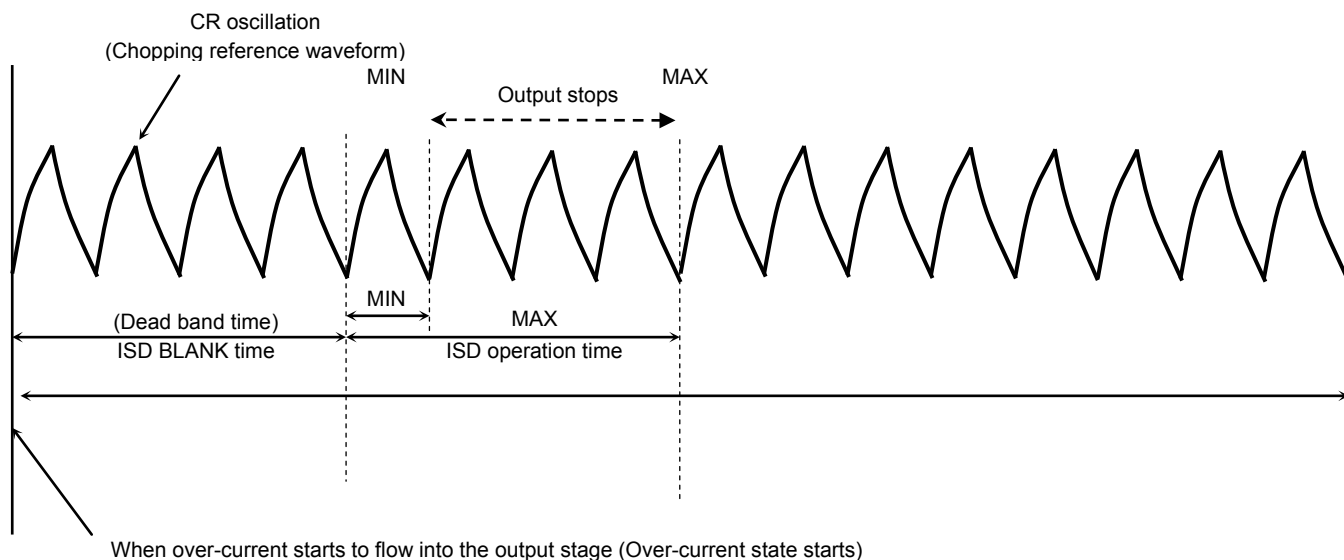 CR oscillation
(Chopping reference waveform)
MIN
MAX
Output stops
MIN
(Dead band time)
MAX
ISD BLANK time
ISD operation time
When over-current starts to flow into the output stage (Over-current state starts)